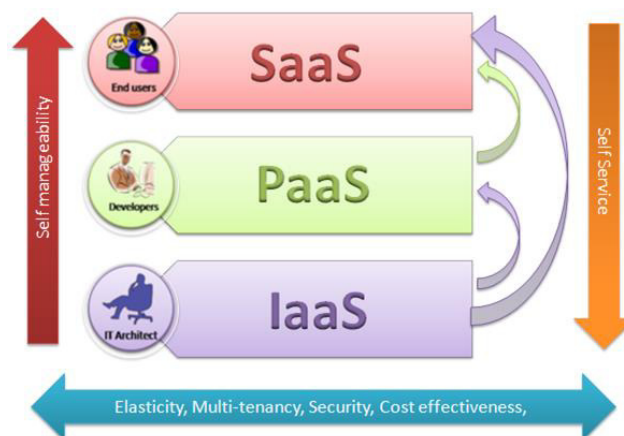 SaaS
End users
PaaS
Developers
IaaS
IT Architect
Self manageability
Self Service
Elasticity, Multi-tenancy, Security, Cost effectiveness,